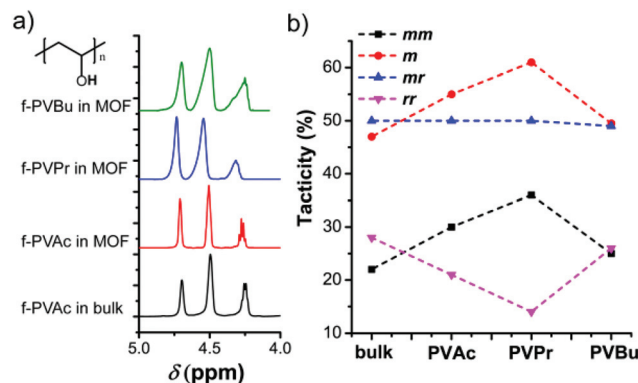 a)
( )n
OH
f-PVBu in MOF
f-PVPr in MOF
f-PVAc in MOF
f-PVAc in bulk
5.0 4.5 4.0
δ(ppm)
b)
mm
m
mr
rr
Tacticity (%)
60
50
40
30
20
10
bulk PVAc PVPr PVBu